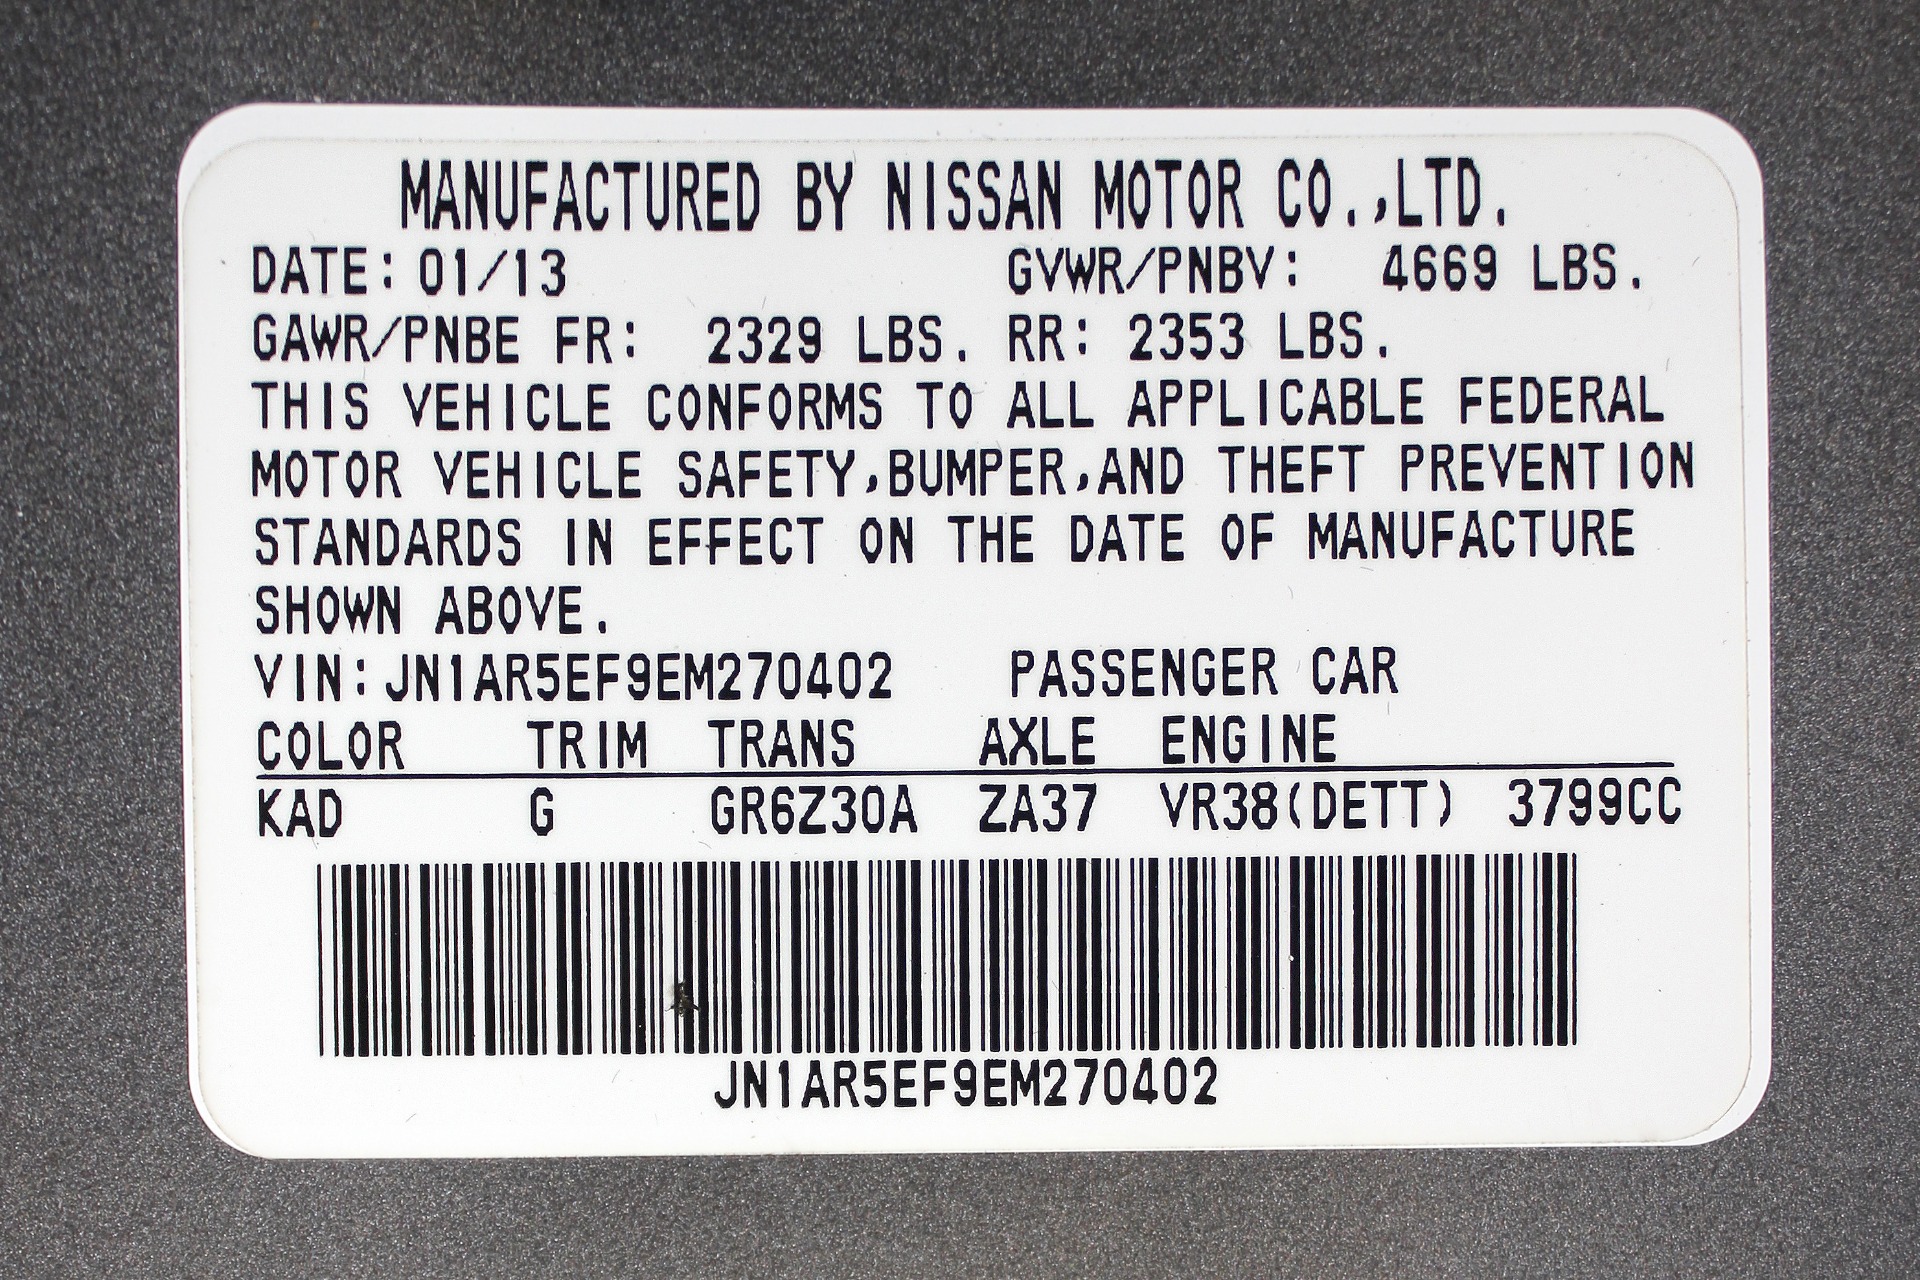 MANUFACTURED BY NISSAN MOTOR CO.,LTD.
DATE: 01/13 GVWR/PNBV: 4669 LBS.
GAWR/PNBE FR: 2329 LBS. RR: 2353 LBS.
THIS VEHICLE CONFORMS TO ALL APPLICABLE FEDERAL
MOTOR VEHICLE SAFETY,BUMPER,AND THEFT PREVENTION
STANDARDS IN EFFECT ON THE DATE OF MANUFACTURE
SHOWN ABOVE.
VIN:JN1AR5EF9EM270402 PASSENGER CAR
COLOR TRIM TRANS AXLE ENGINE
KAD G GR6Z30A ZA37 VR38(DETT) 3799CC
JN1AR5EF9EM270402